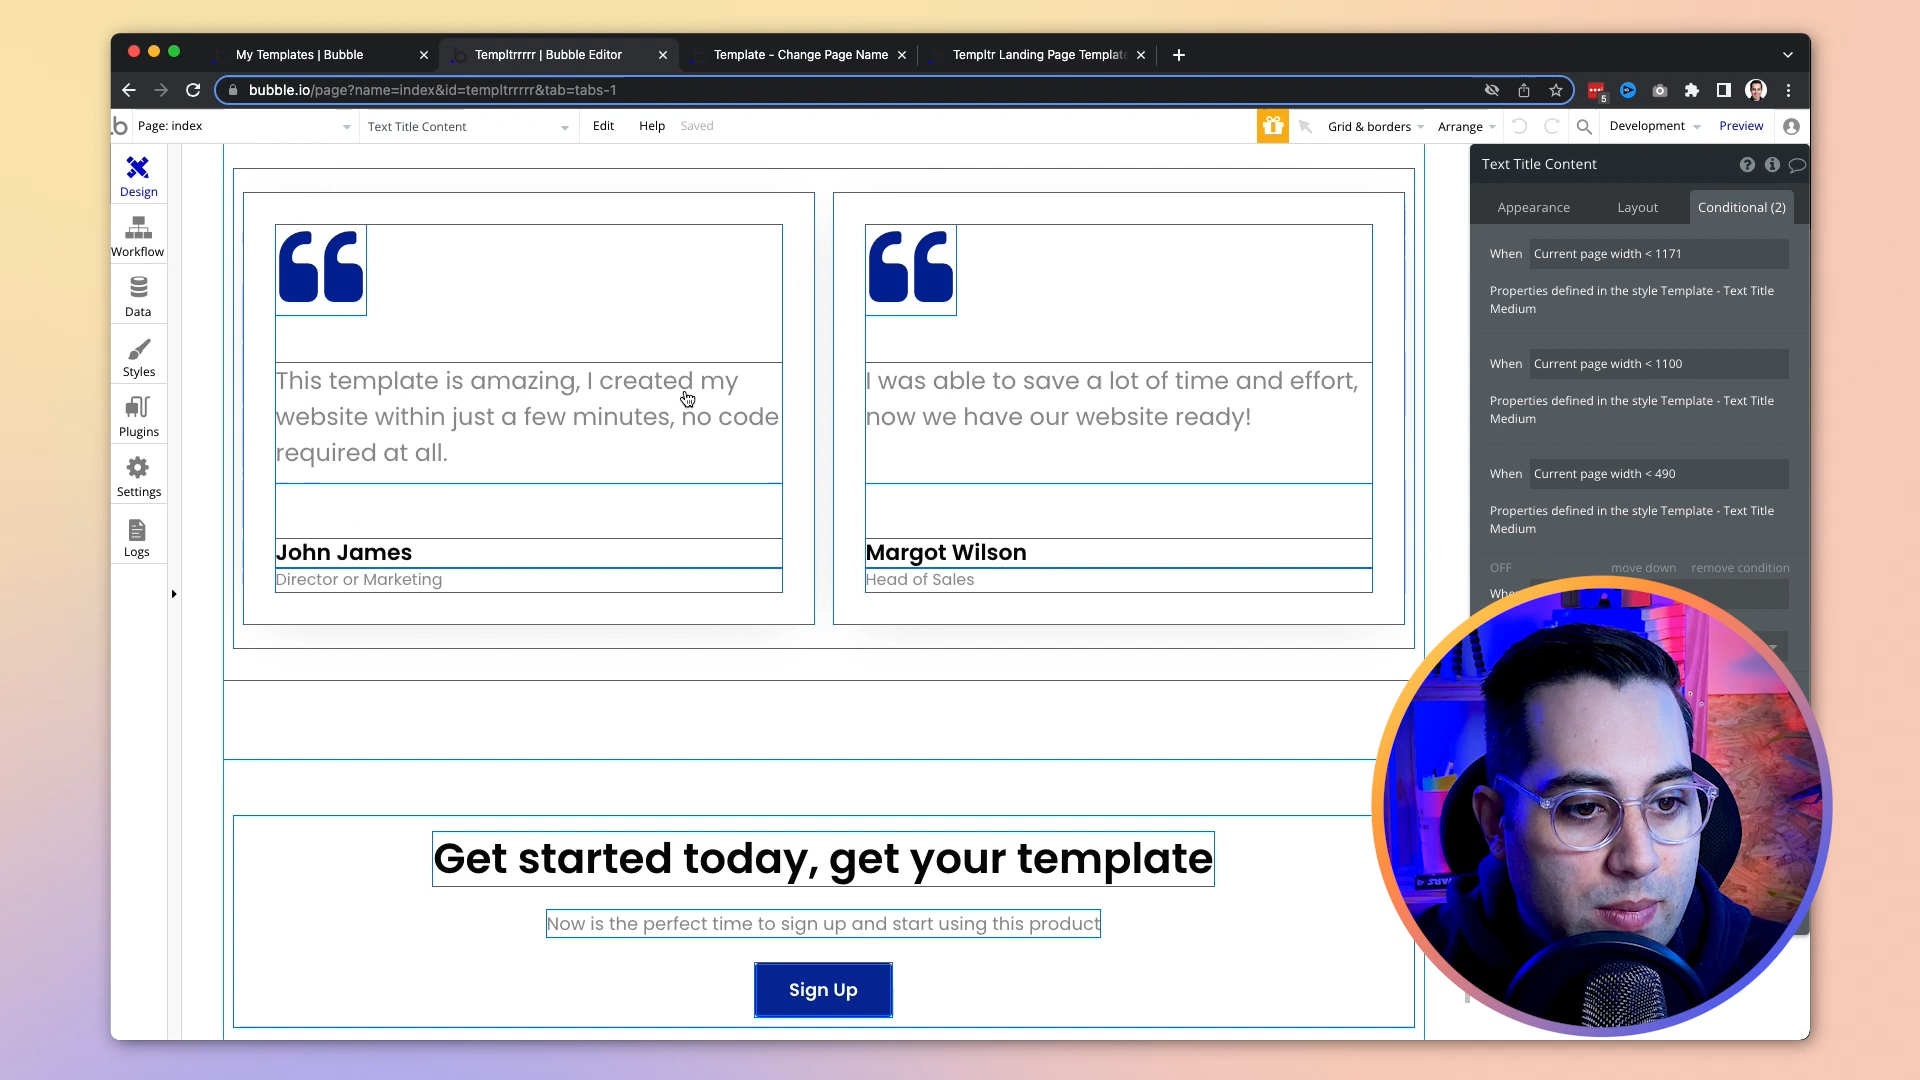 My Templates | Bubble
Templtrrrrr | Bubble Editor
Template - Change Page Name
Templtr Landing Page Template
bubble.io/page?name=index&id=templtrrrrr&tab=tabs-1
5
.b
Page: index
Text Title Content
Edit
Help
Saved
Grid & borders
Arrange
Development
Preview
Design
Workflow
Data
Styles
Plugins
Settings
Logs
This template is amazing, I created my
website within just a few minutes, no code
required at all.
John James
Director or Marketing
I was able to save a lot of time and effort,
now we have our website ready!
Margot Wilson
Head of Sales
Get started today, get your template
Now is the perfect time to sign up and start using this product
Sign Up
Text Title Content
Appearance
Layout
Conditional (2)
When
Current page width < 1171
Properties defined in the style Template - Text Title
Medium
When
Current page width < 1100
Properties defined in the style Template - Text Title
Medium
When
Current page width < 490
Properties defined in the style Template - Text Title
Medium
OFF
move down
remove condition